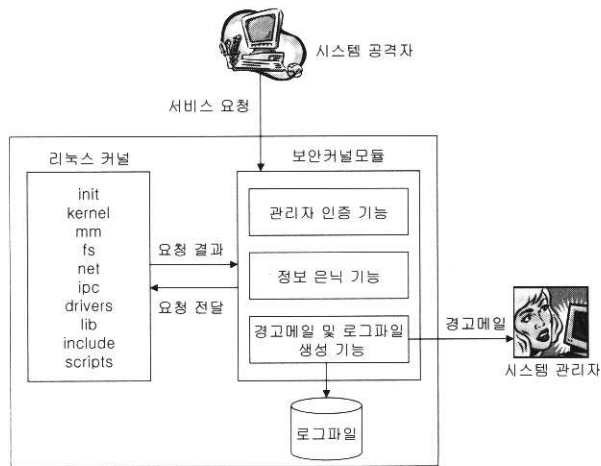 시스템 공격자
서비스 요청
리눅스 커널
보안커널모듈
init
kernel
mm
fs
net
ipc
drivers
lib
include
scripts
요청 결과
요청 전달
관리자 인증 기능
정보 은닉 기능
경고메일 및 로그파일
생성 기능
경고메일
시스템 관리자
로그파일